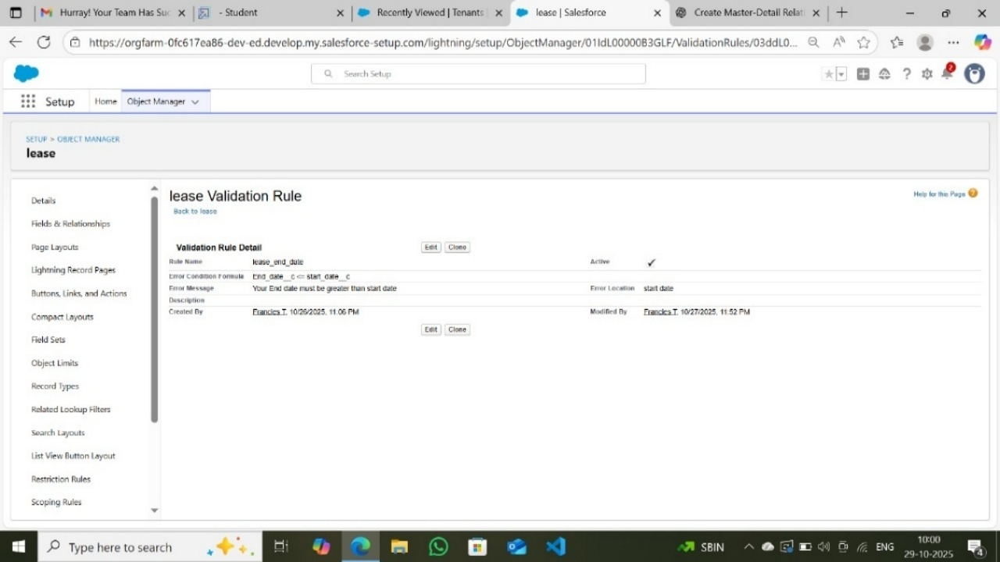 Hurray! Your Team Has Suc
- Student
Recently Viewed | Tenants
lease | Salesforce
Create Master-Detail Relati
https://orgfarm-0fc617ea86-dev-ed.develop.my.salesforce-setup.com/lightning/setup/ObjectManager/01IdL00000B3GLF/ValidationRules/03ddL0...
Search Setup
2
Setup Home Object Manager
SETUP > OBJECT MANAGER
lease
Details
Fields & Relationships
Page Layouts
Lightning Record Pages
Buttons, Links, and Actions
Compact Layouts
Field Sets
Object Limits
Record Types
Related Lookup Filters
Search Layouts
List View Button Layout
Restriction Rules
Scoping Rules
lease Validation Rule
Help for this Page
Back to lease
Validation Rule Detail Edit Clone
Rule Name lease_end_date Active ✓
Error Condition Formula End_date__c <= start_date__c
Error Message Your End date must be greater than start date Error Location start date
Description
Created By Francies T, 10/26/2025, 11:06 PM Modified By Francies T, 10/27/2025, 11:52 PM
Edit Clone
Type here to search
SBIN
ENG
10:00
29-10-2025
4